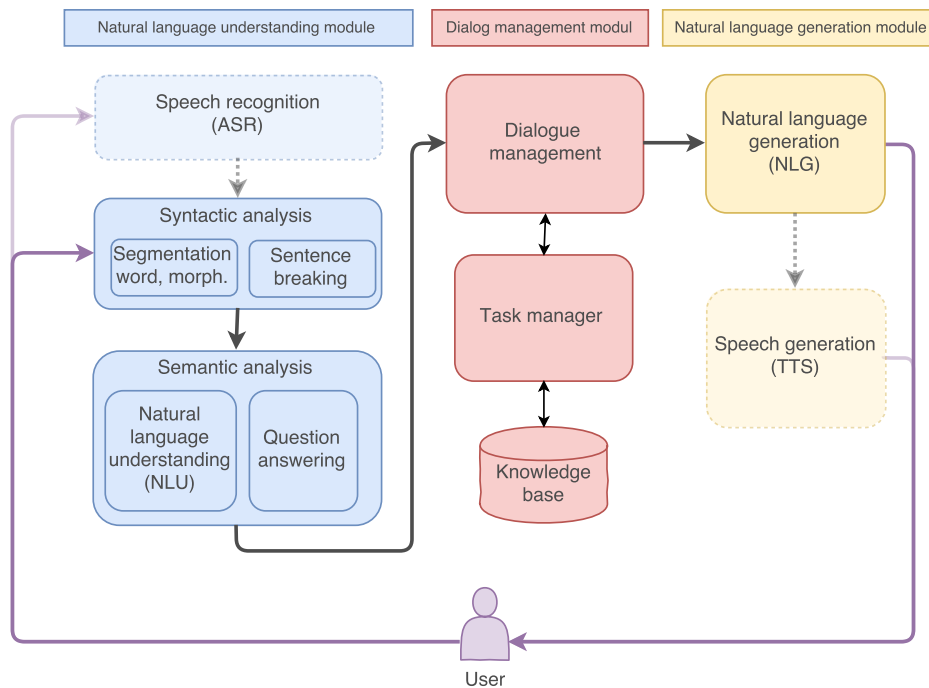 Natural language understanding module
Dialog management modul
Natural language generation module
Speech recognition
(ASR)
Syntactic analysis
Segmentation
word, morph.
Sentence
breaking
Semantic analysis
Natural
language
understanding
(NLU)
Question
answering
Dialogue
management
Task manager
Knowledge
base
Natural language
generation
(NLG)
Speech generation
(TTS)
User